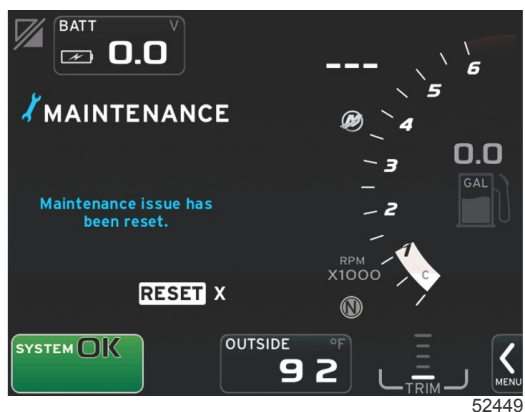 BATT V
0.0
MAINTENANCE
Maintenance issue has
been reset.
RESET X
---
6
5
4
3
2
1
C
RPM
X1000
N
0.0
GAL
SYSTEM OK
OUTSIDE °F
92
TRIM
MENU
52449